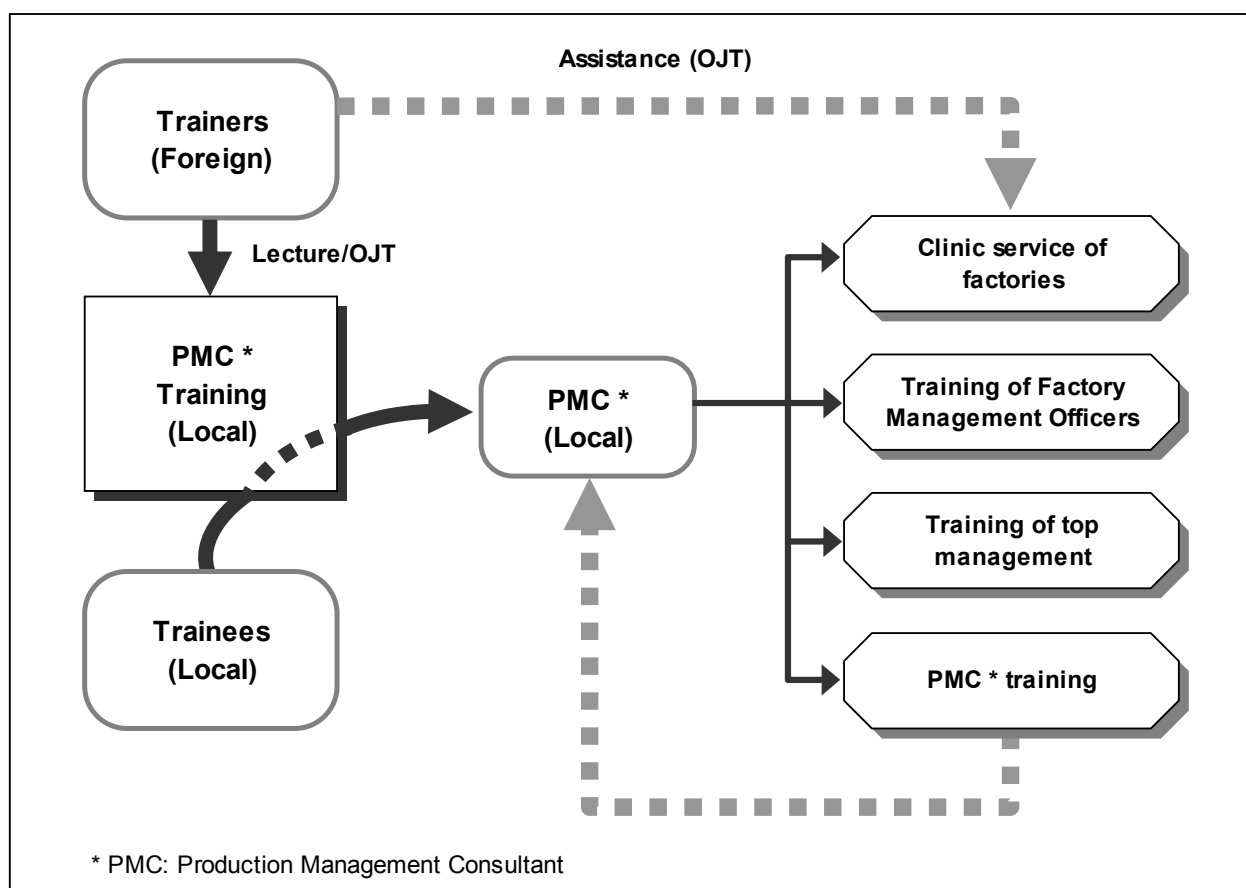 Assistance (OJT)
Trainers
(Foreign)
Lecture/OJT
Clinic service of
factories
PMC *
Training
(Local)
PMC *
(Local)
Training of Factory
Management Officers
Training of top
management
Trainees
(Local)
PMC * training
* PMC: Production Management Consultant